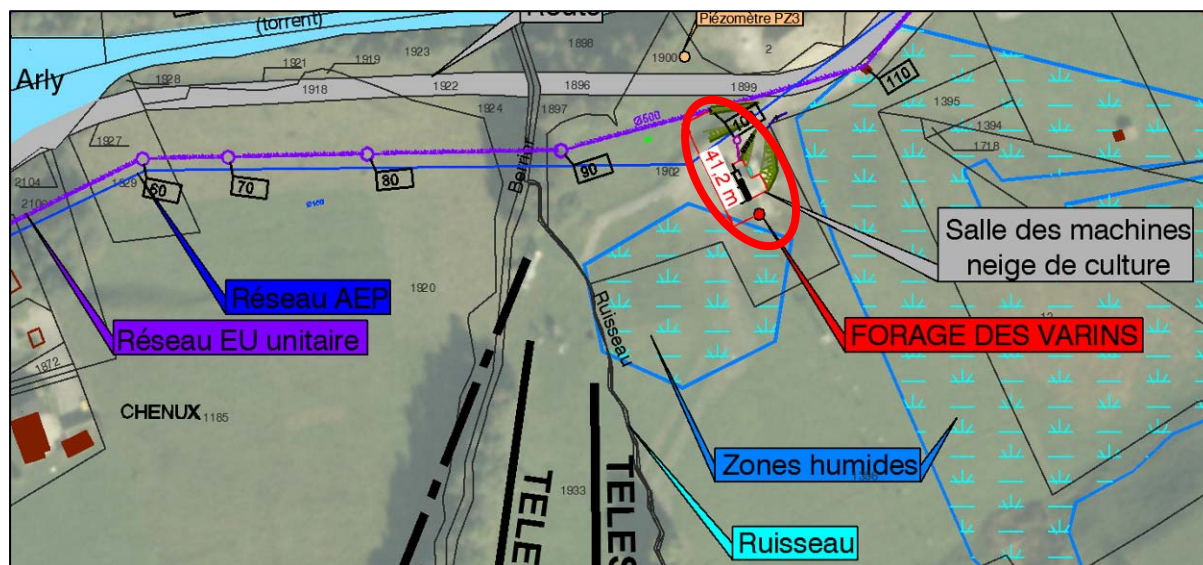 Route
(torrent)
Piézomètre PZ3
Arly
1928
1921
1919
1923
1898
1900
2
1918
1922
1896
1899
110
1924
1897
Ø500
1395
1394
1718
1927
90
1902
41,2 m
2104
60
70
80
Berrlor
2100
Ø100
Réseau AEP
1920
Ruisseau
Salle des machines
neige de culture
Réseau EU unitaire
FORAGE DES VARINS
1872
CHENUX
1185
Zones humides
1933
TELE
TELES
Ruisseau